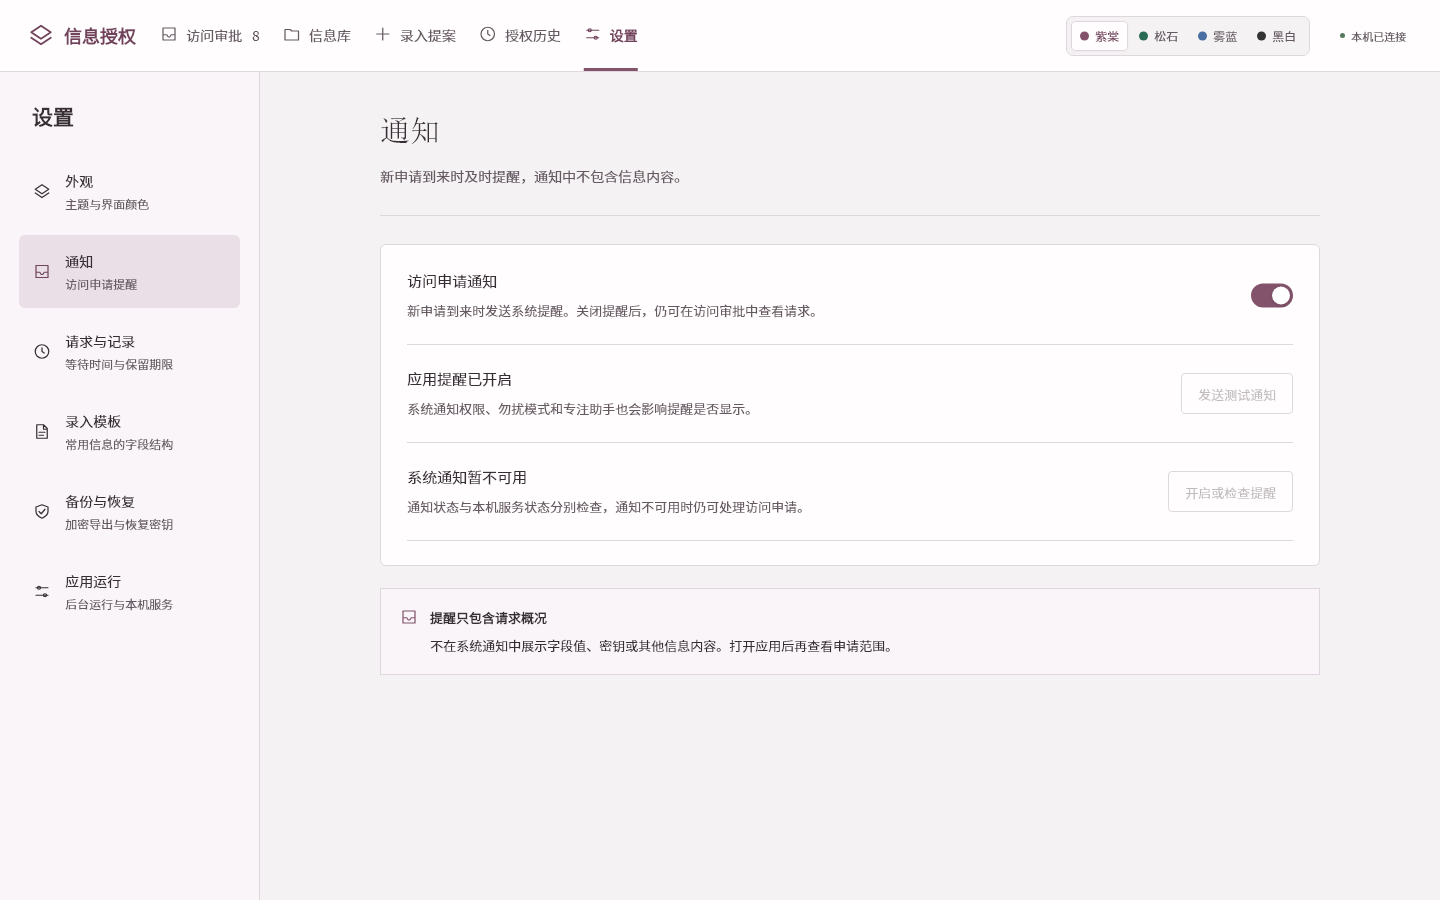 信息授权
访问审批 8
信息库
录入提案
授权历史
设置
紫棠
松石
雾蓝
黑白
本机已连接
设置
外观
主题与界面颜色
通知
访问申请提醒
请求与记录
等待时间与保留期限
录入模板
常用信息的字段结构
备份与恢复
加密导出与恢复密钥
应用运行
后台运行与本机服务
通知
新申请到来时及时提醒，通知中不包含信息内容。
访问申请通知
新申请到来时发送系统提醒。关闭提醒后，仍可在访问审批中查看请求。
应用提醒已开启
系统通知权限、勿扰模式和专注助手也会影响提醒是否显示。
发送测试通知
系统通知暂不可用
通知状态与本机服务状态分别检查，通知不可用时仍可处理访问申请。
开启或检查提醒
提醒只包含请求概况
不在系统通知中展示字段值、密钥或其他信息内容。打开应用后再查看申请范围。